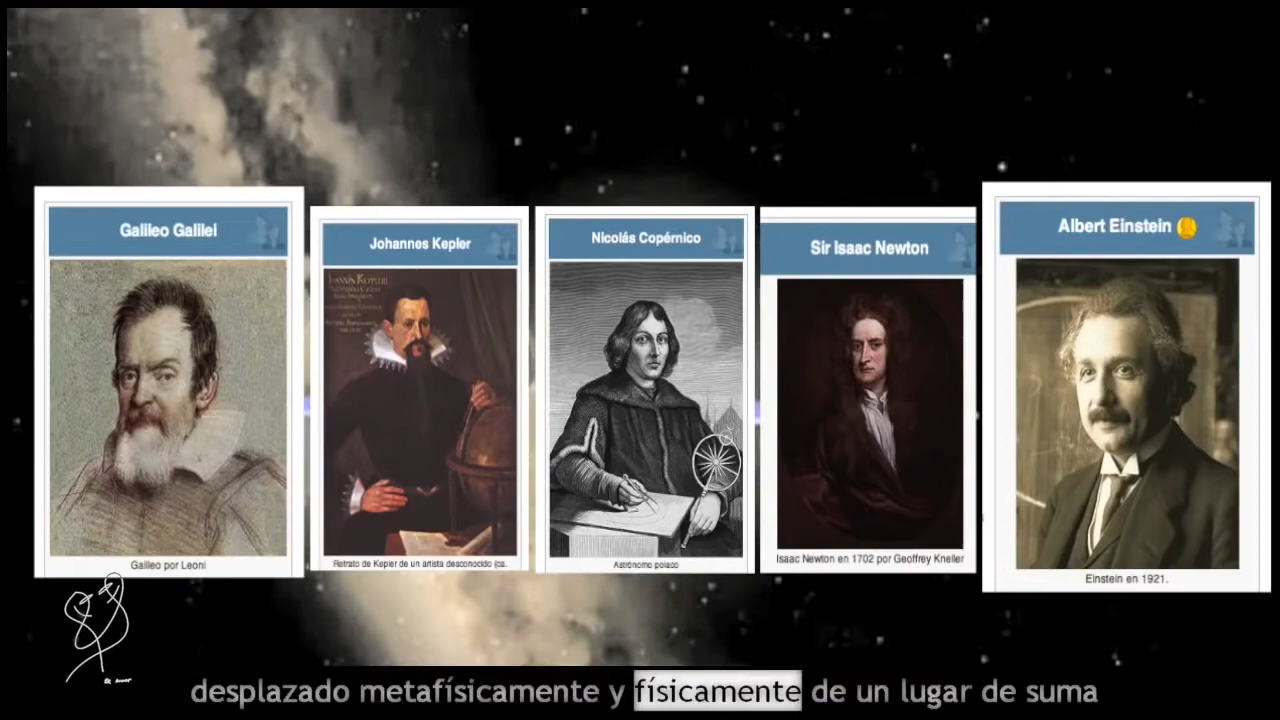 Galileo Galilei
Johannes Kepler
Nicolás Copérnico
Sir Isaac Newton
Albert Einstein
Galileo por Leoni
Retrato de Kepler de un artista desconocido (ca.
Astrónomo polaco
Isaac Newton en 1702 por Geoffrey Kneller
Einstein en 1921.
desplazado metafísicamente y físicamente de un lugar de suma